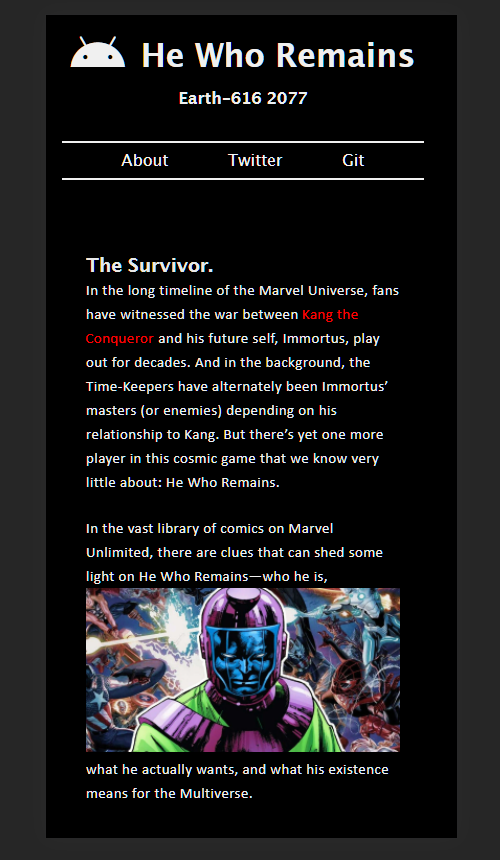 He Who Remains
Earth-616 2077
About Twitter Git
The Survivor.
In the long timeline of the Marvel Universe, fans
have witnessed the war between Kang the
Conqueror and his future self, Immortus, play
out for decades. And in the background, the
Time-Keepers have alternately been Immortus’
masters (or enemies) depending on his
relationship to Kang. But there’s yet one more
player in this cosmic game that we know very
little about: He Who Remains.
In the vast library of comics on Marvel
Unlimited, there are clues that can shed some
light on He Who Remains—who he is,
what he actually wants, and what his existence
means for the Multiverse.